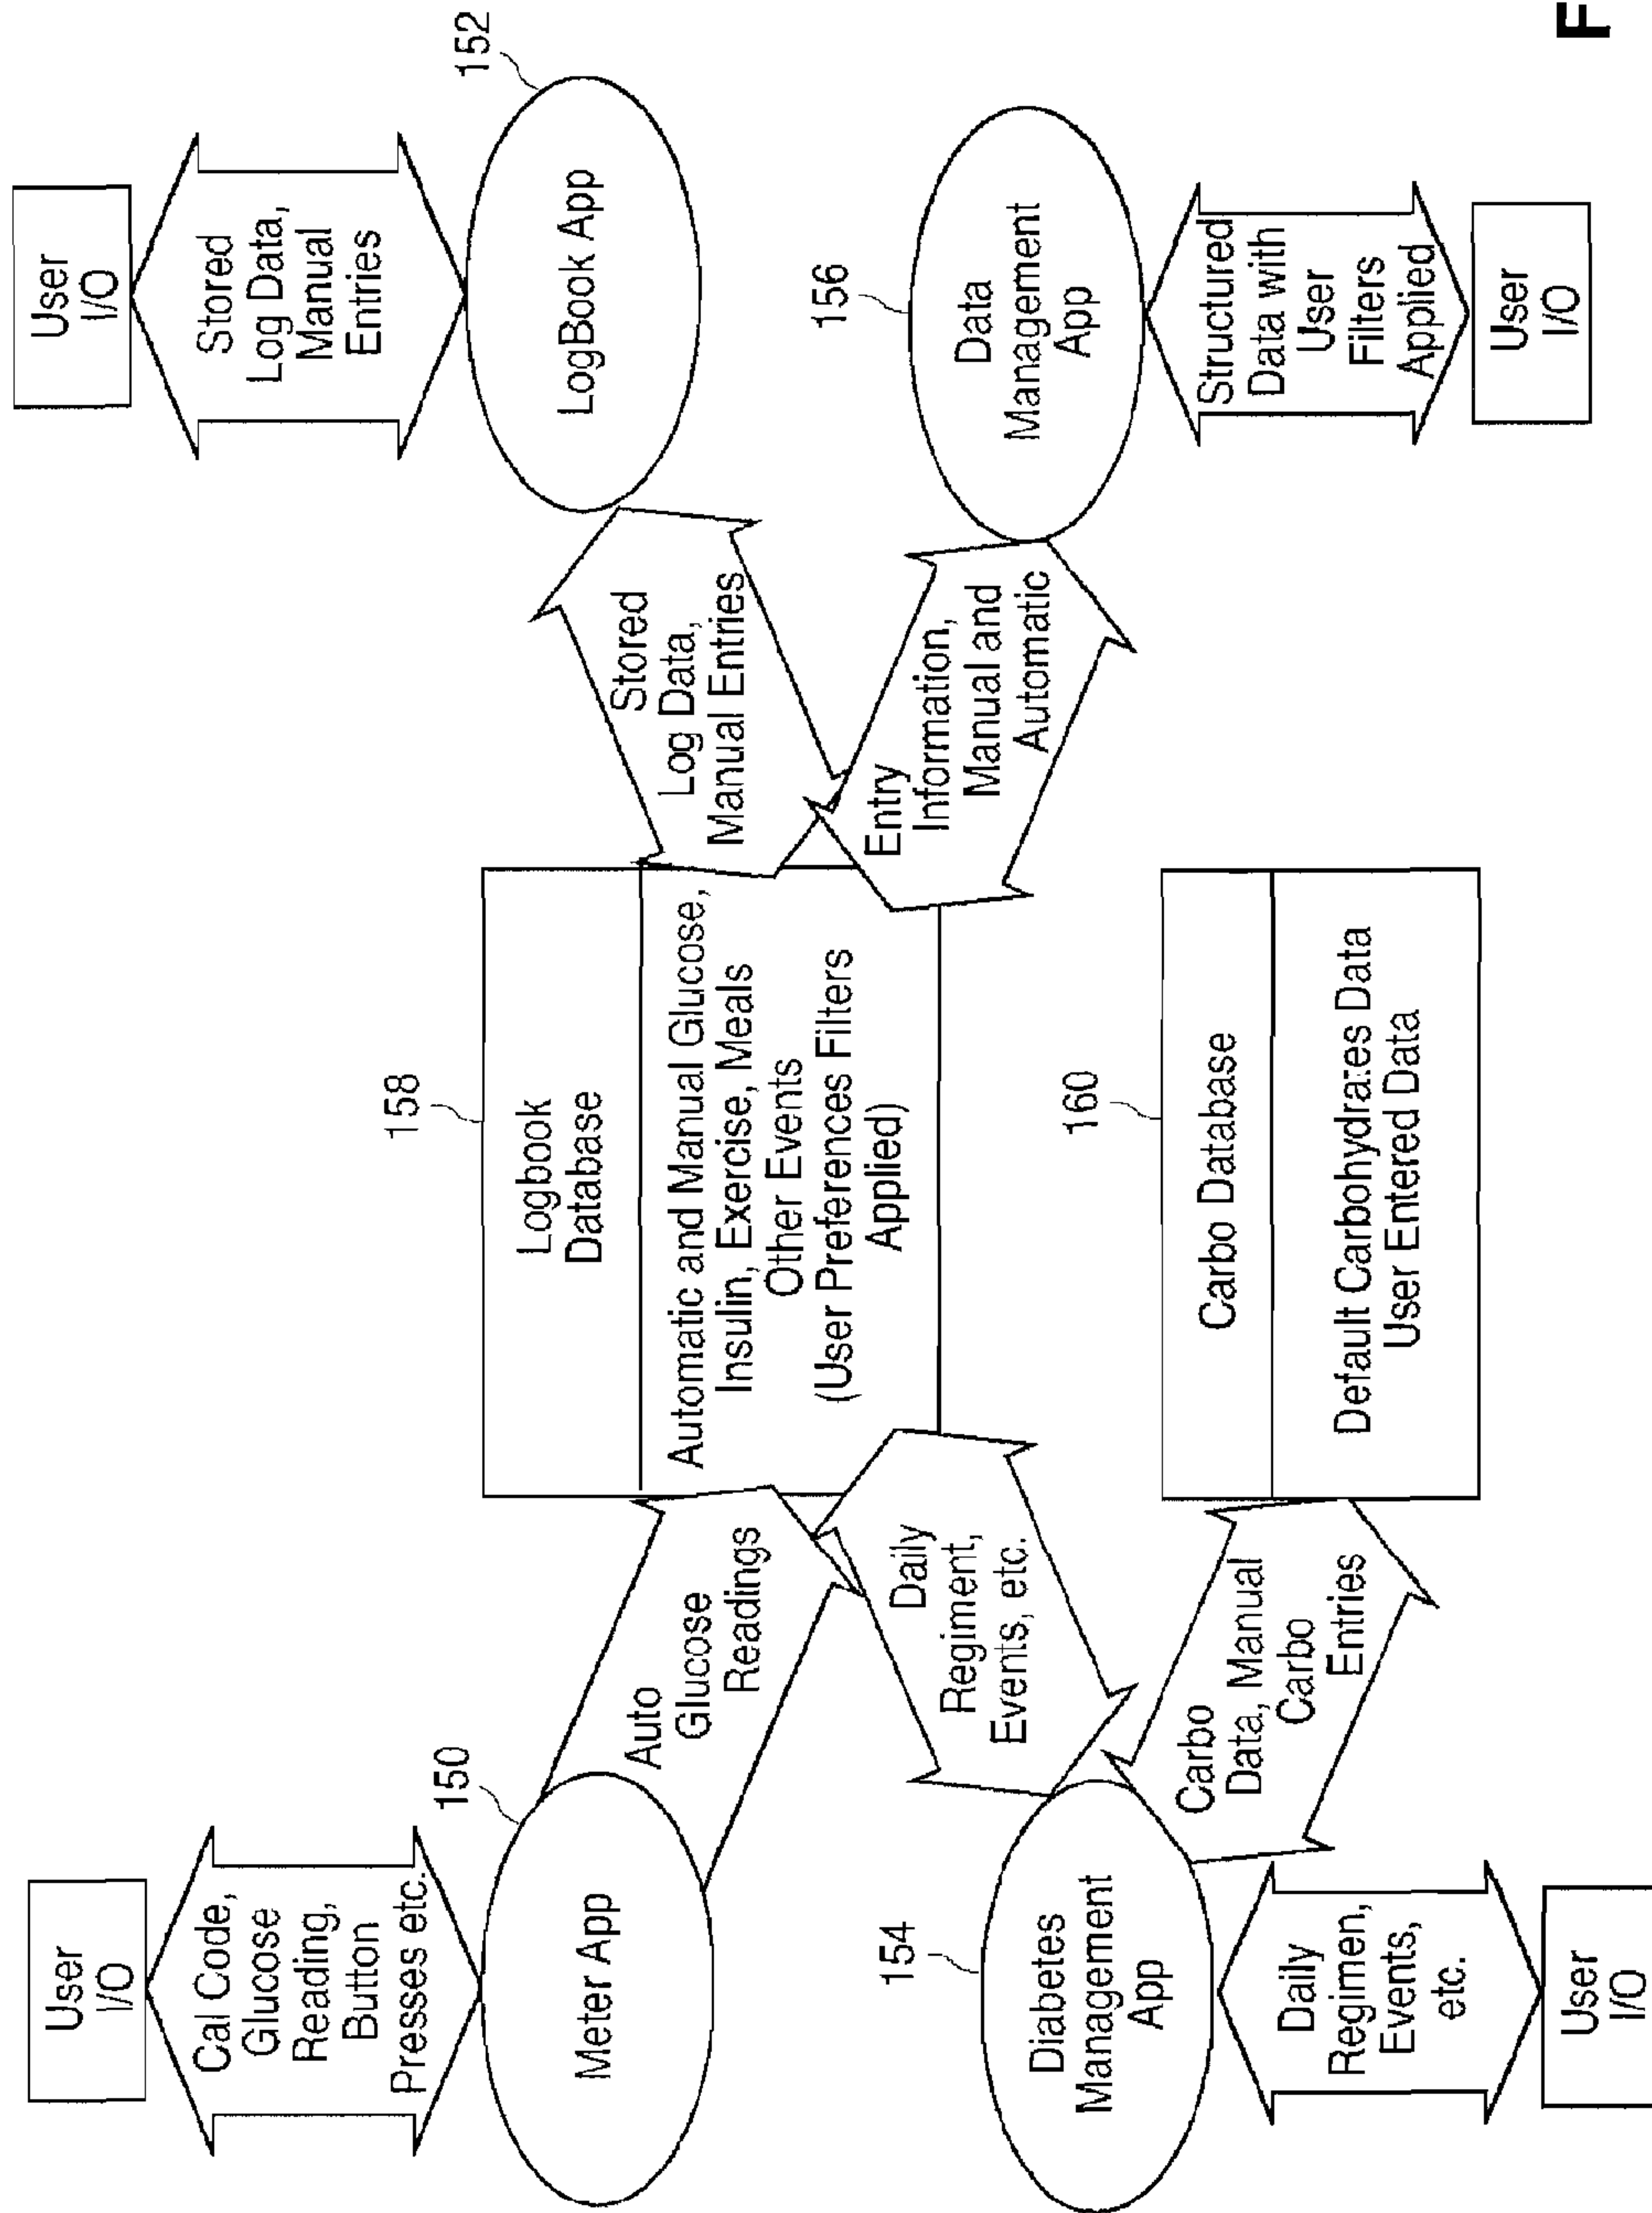 User
I/O
Cal Code,
Glucose
Reading,
Button
Presses etc.
150
Meter App
Auto
Glucose
Readings
158
Logbook
Database
Automatic and Manual Glucose,
Insulin, Exercise, Meals
Other Events
(User Preferences Filters
Applied)
Stored
Log Data,
Manual Entries
User
I/O
Stored
Log Data,
Manual
Entries
152
LogBook App
154
Diabetes
Management
App
Daily
Regiment,
Events, etc.
Daily
Regimen,
Events,
etc.
User
I/O
Carbo
Data, Manual
Carbo
Entries
160
Carbo Database
Default Carbohydrates Data
User Entered Data
Entry
Information,
Manual and
Automatic
156
Data
Management
App
Structured
Data with
User
Filters
Applied
User
I/O
F